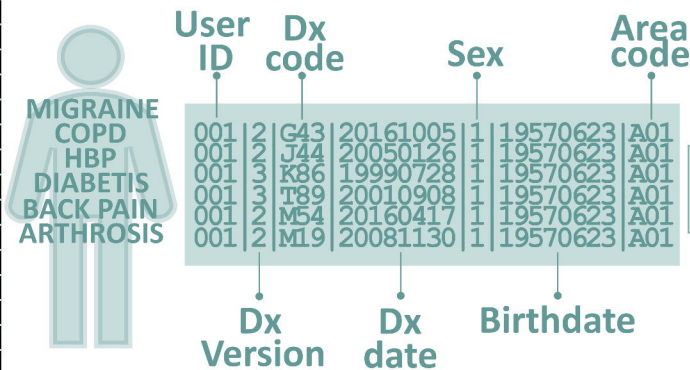 User ID
Dx code
Sex
Area code
MIGRAINE
COPD
HBP
DIABETIS
BACK PAIN
ARTHROSIS
001|2|G43|20161005|1|19570623|A01
001|2|J44|20050126|1|19570623|A01
001|3|K86|19990728|1|19570623|A01
001|3|T89|20010908|1|19570623|A01
001|2|M54|20160417|1|19570623|A01
001|2|M19|20081130|1|19570623|A01
Dx Version
Dx date
Birthdate